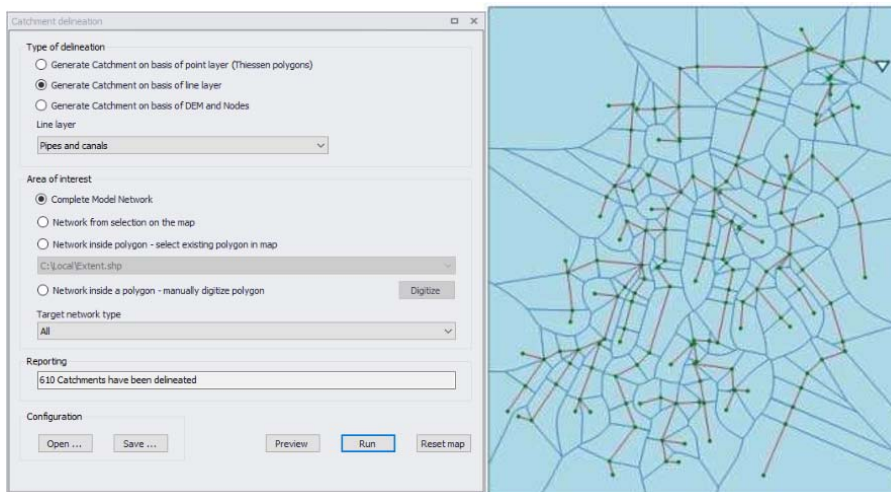 Catchment delineation
Type of delineation
Generate Catchment on basis of point layer (Thiessen polygons)
Generate Catchment on basis of line layer
Generate Catchment on basis of DEM and Nodes
Line layer
Pipes and canals
Area of interest
Complete Model Network
Network from selection on the map
Network inside polygon - select existing polygon in map
C:\Local\Extent.shp
Network inside a polygon - manually digitize polygon
Digitize
Target network type
All
Reporting
610 Catchments have been delineated
Configuration
Open ...
Save ...
Preview
Run
Reset map